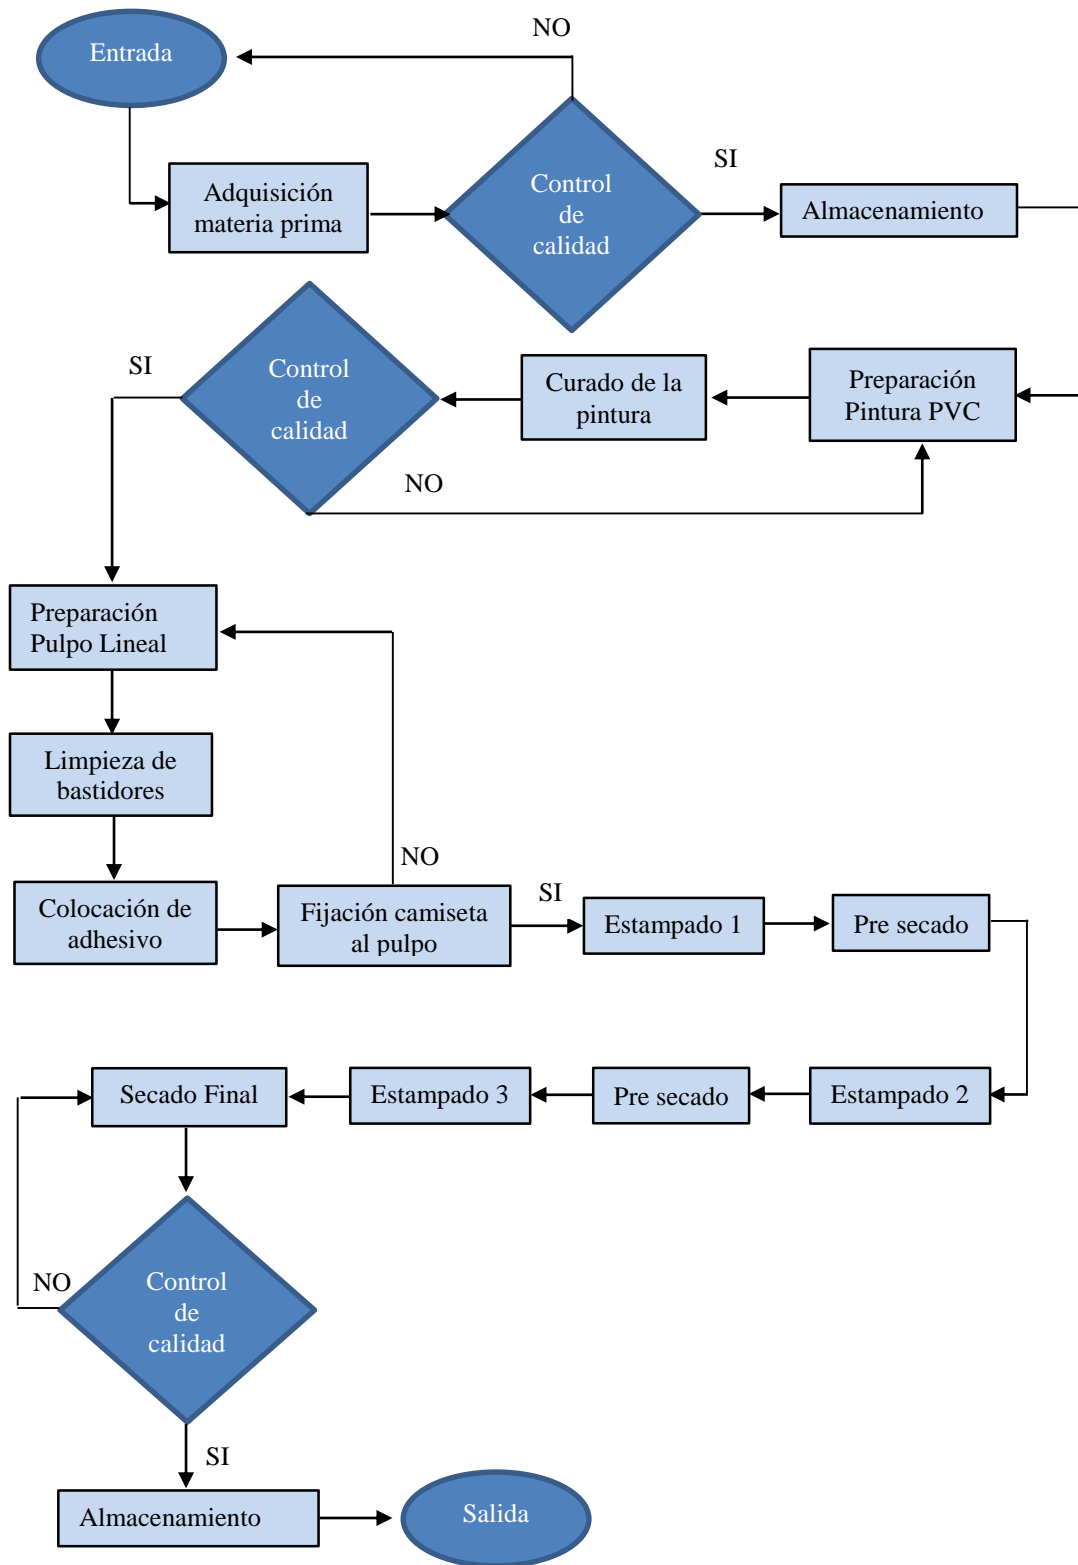 NO
Entrada
SI
Adquisición
materia prima
Control
de
calidad
Almacenamiento
SI
Control
de
calidad
Curado de la
pintura
Preparación
Pintura PVC
NO
Preparación
Pulpo Lineal
Limpieza de
bastidores
NO
SI
Colocación de
adhesivo
Fijación camiseta
al pulpo
Estampado 1
Pre secado
Secado Final
Estampado 3
Pre secado
Estampado 2
NO
Control
de
calidad
SI
Almacenamiento
Salida